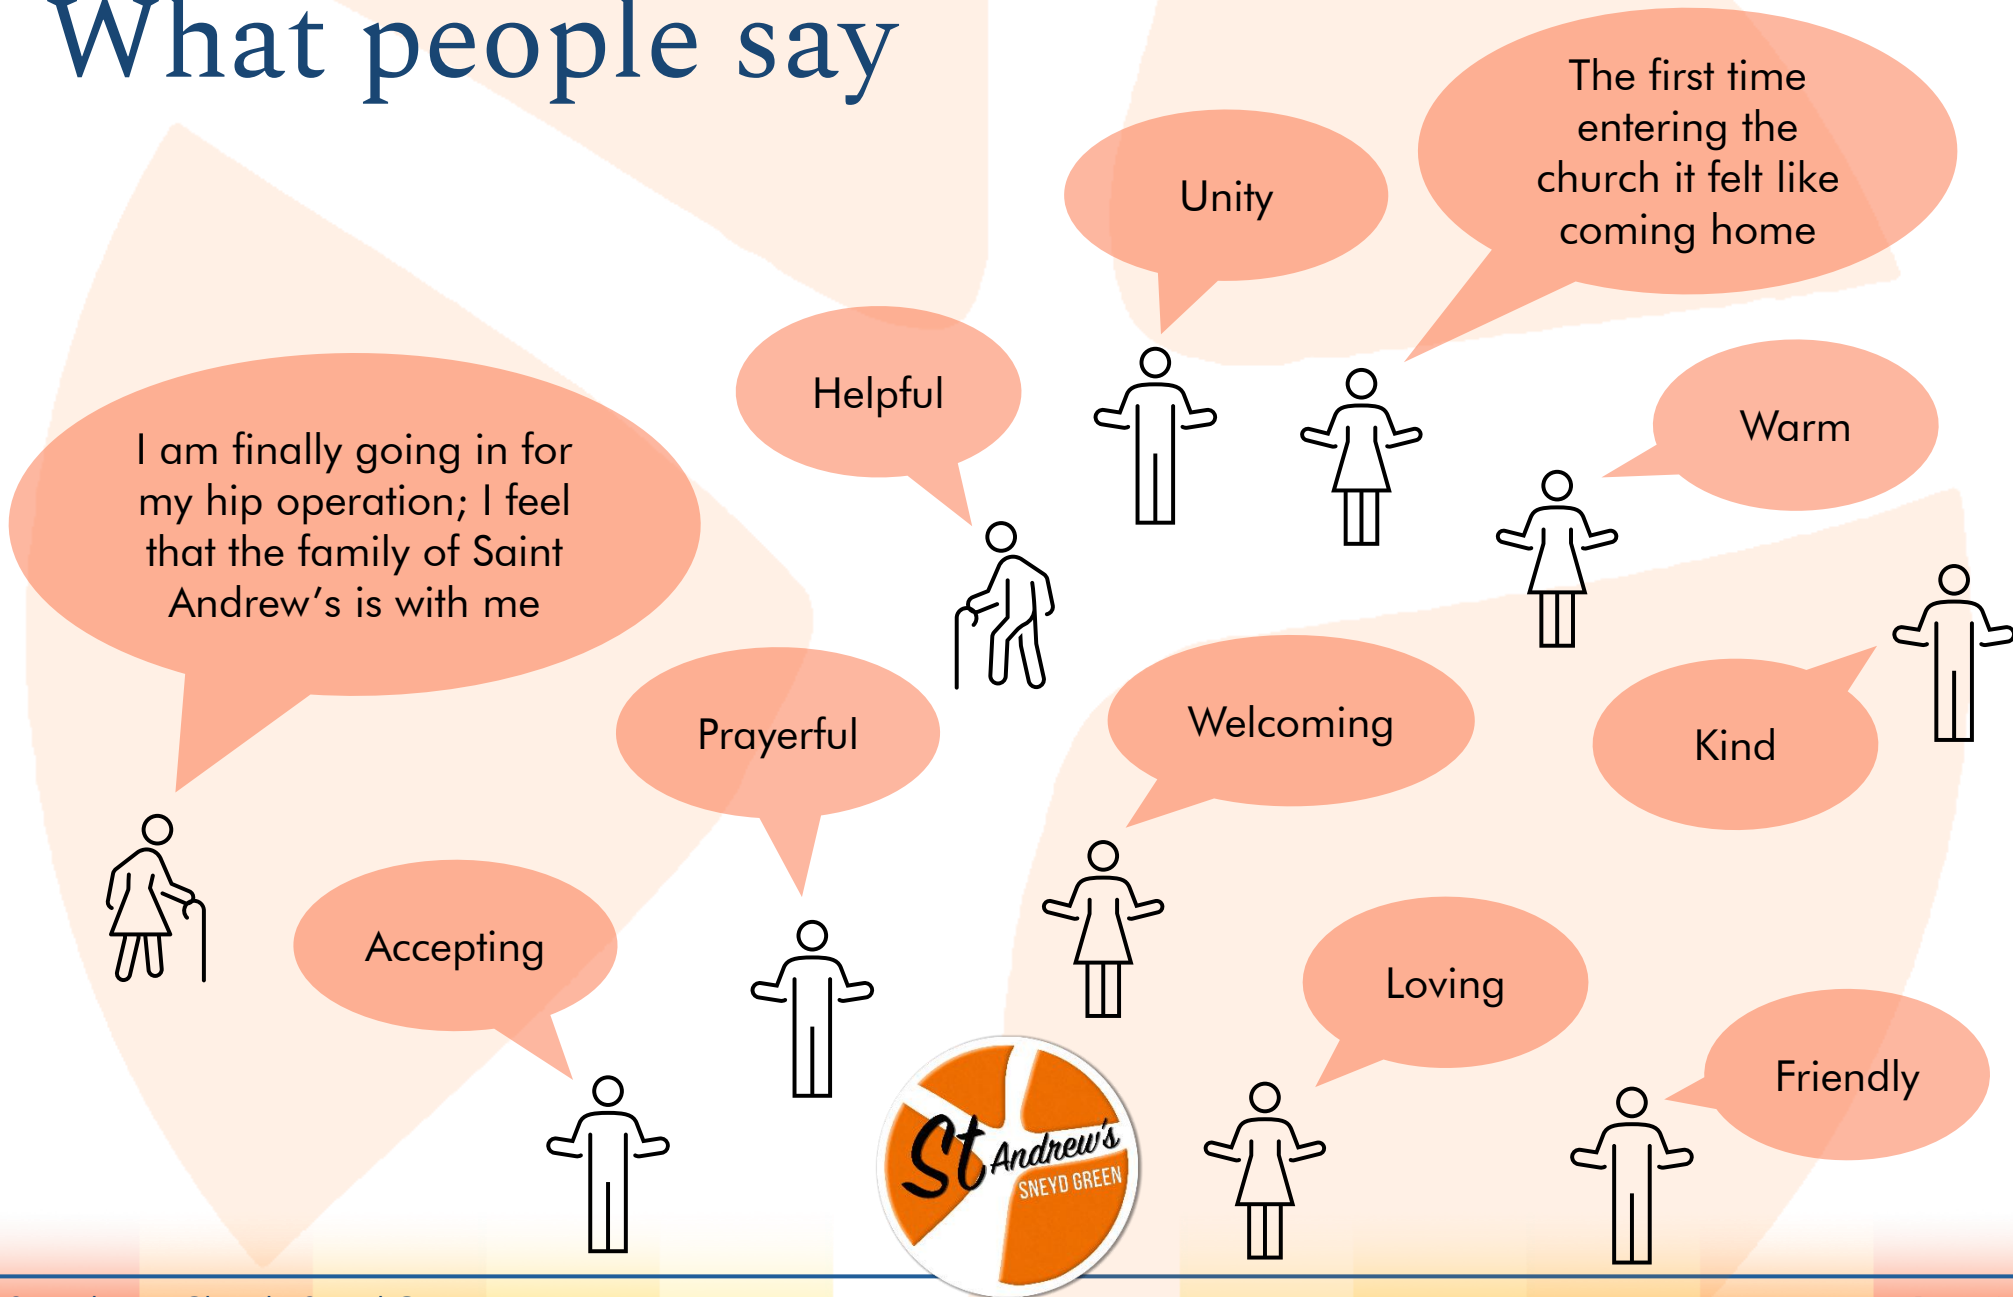 What people say
The first time
entering the
church it felt like
coming home
Unity
Helpful
Warm
I am finally going in for
my hip operation; I feel
that the family of Saint
Andrew's is with me
Prayerful
Welcoming
Kind
Accepting
Loving
Friendly
St Andrew's
SNEYD GREEN